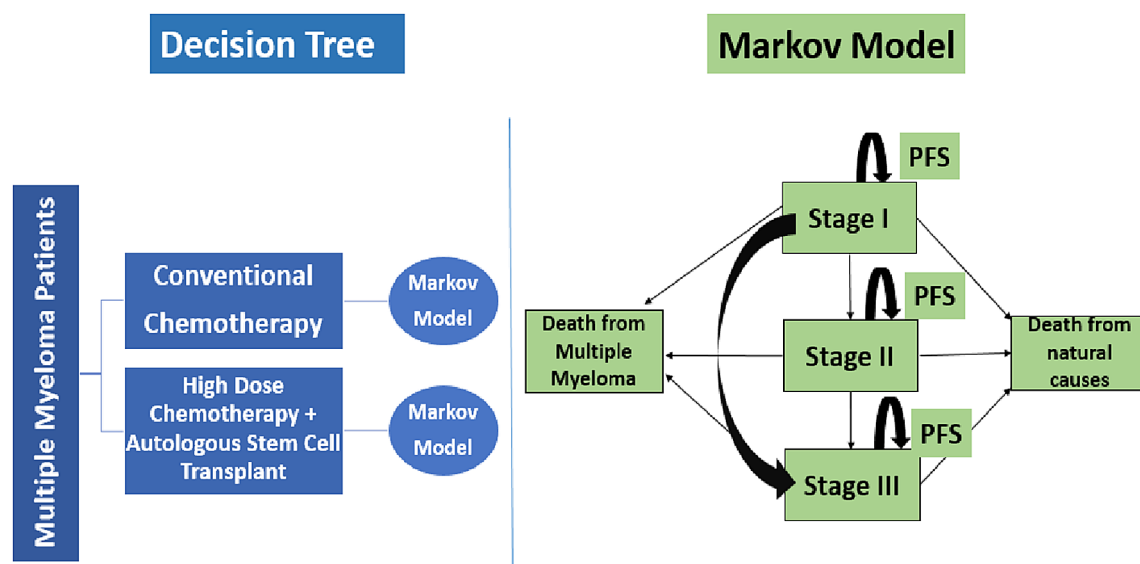 Decision Tree
Markov Model
Multiple Myeloma Patients
Conventional
Chemotherapy
Markov
Model
High Dose
Chemotherapy +
Autologous Stem Cell
Transplant
Markov
Model
PFS
Stage I
PFS
Death from
Multiple
Myeloma
Stage II
Death from
natural
causes
PFS
Stage III